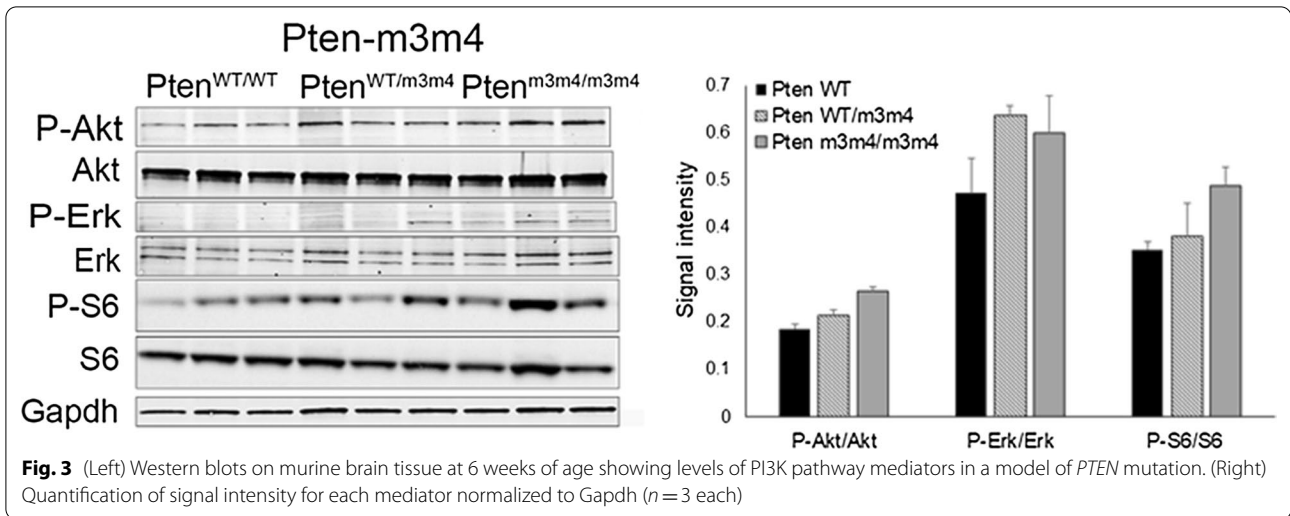 Pten-m3m4
Pten^WT/WT Pten^WT/m3m4 Pten^m3m4/m3m4
P-Akt
Akt
P-Erk
Erk
P-S6
S6
Gapdh
Signal intensity
0.7
0.6
0.5
0.4
0.3
0.2
0.1
0
Pten WT
Pten WT/m3m4
Pten m3m4/m3m4
P-Akt/Akt P-Erk/Erk P-S6/S6
Fig. 3 (Left) Western blots on murine brain tissue at 6 weeks of age showing levels of PI3K pathway mediators in a model of PTEN mutation. (Right)
Quantification of signal intensity for each mediator normalized to Gapdh (n = 3 each)